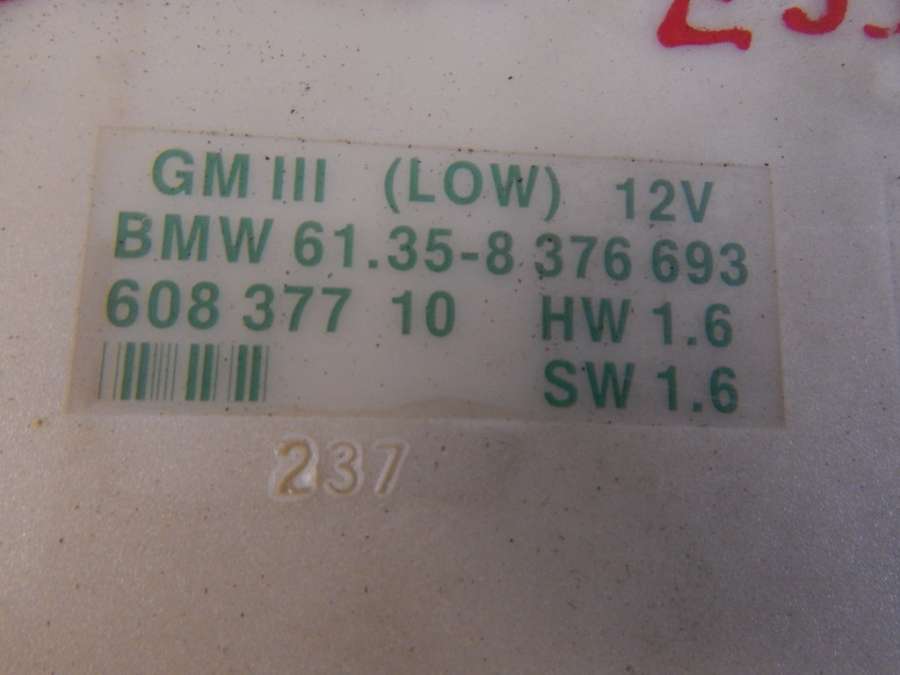 GM III (LOW) 12V
BMW 61.35-8 376 693
608 377 10 HW 1.6
SW 1.6
237